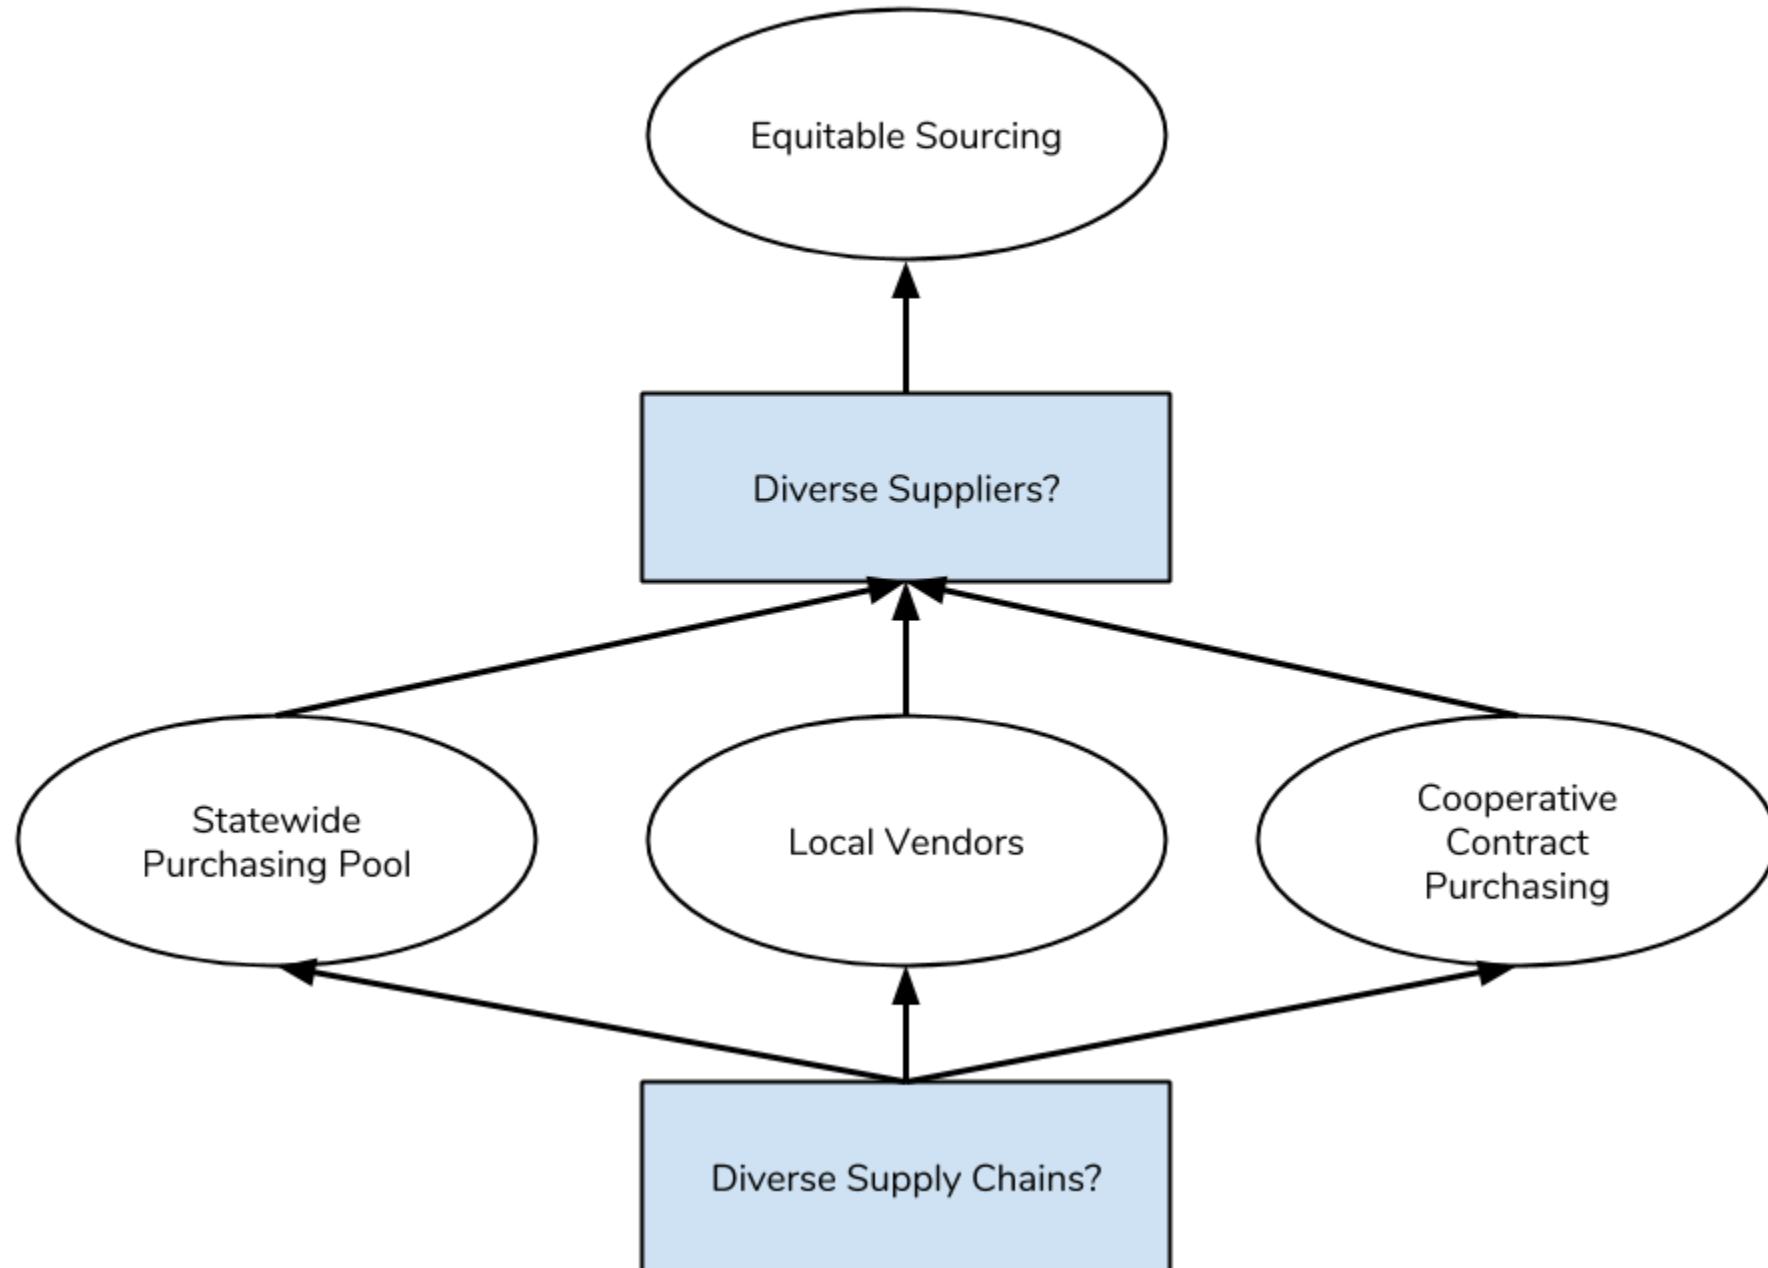 Equitable Sourcing
Diverse Suppliers?
Statewide
Purchasing Pool
Local Vendors
Cooperative
Contract
Purchasing
Diverse Supply Chains?